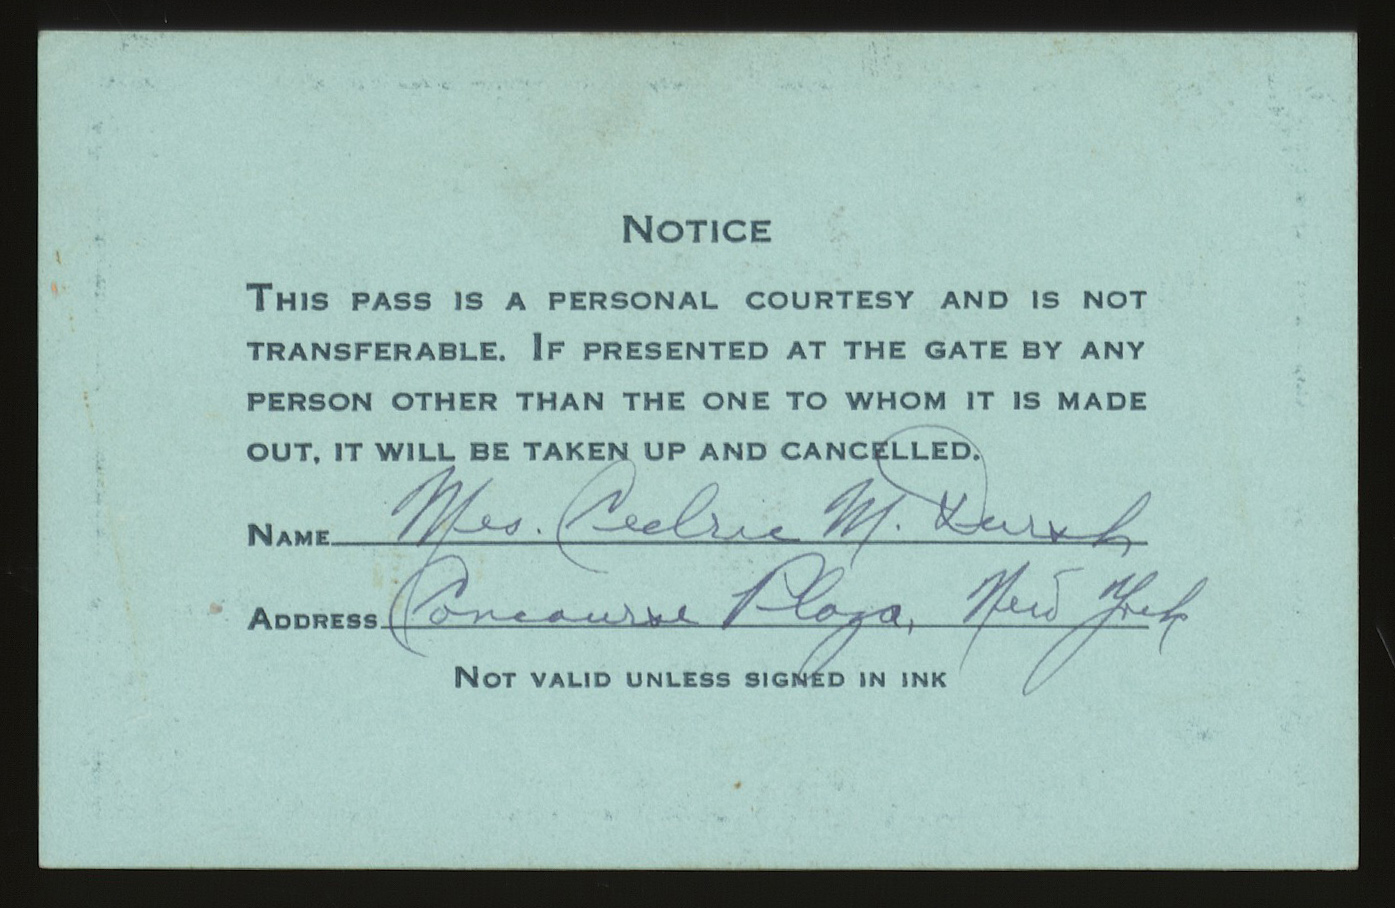 NOTICE
THIS PASS IS A PERSONAL COURTESY AND IS NOT
TRANSFERABLE. IF PRESENTED AT THE GATE BY ANY
PERSON OTHER THAN THE ONE TO WHOM IT IS MADE
OUT, IT WILL BE TAKEN UP AND CANCELLED.
NAME Mrs. Cedric M. Durst
ADDRESS Concourse Plaza, New York
NOT VALID UNLESS SIGNED IN INK